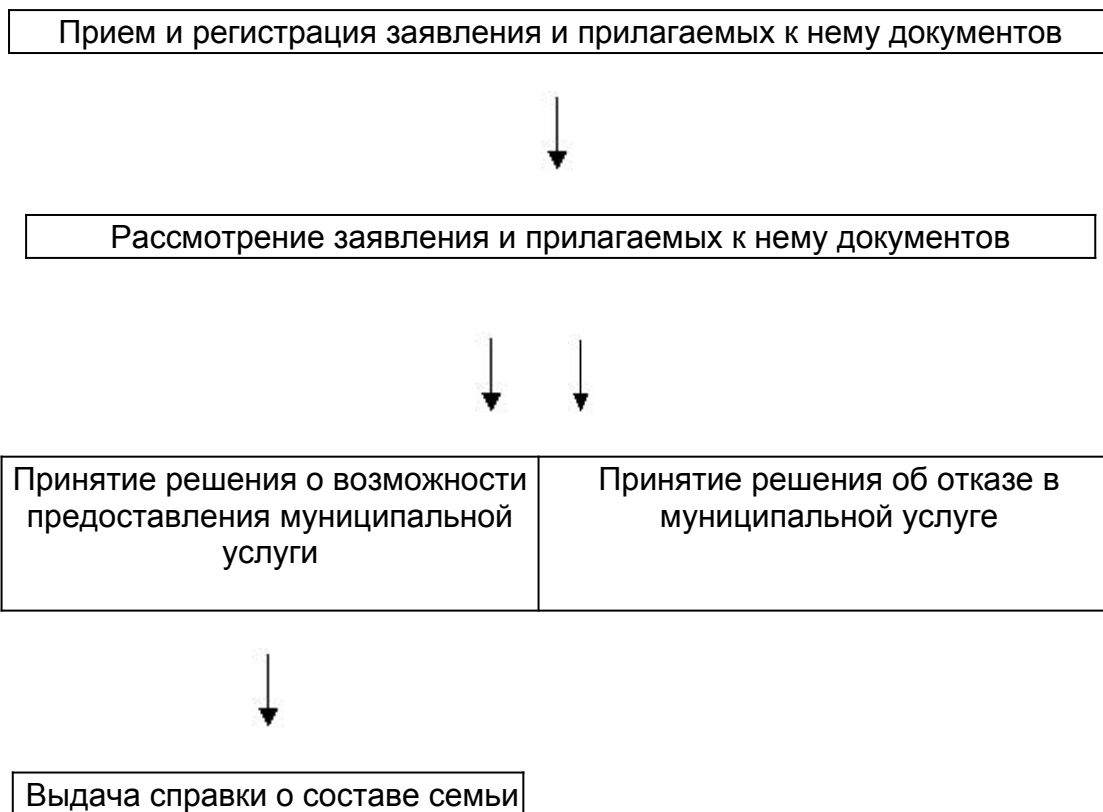 Прием и регистрация заявления и прилагаемых к нему документов
Рассмотрение заявления и прилагаемых к нему документов
Принятие решения о возможности
предоставления муниципальной
услуги
Принятие решения об отказе в
муниципальной услуге
Выдача справки о составе семьи